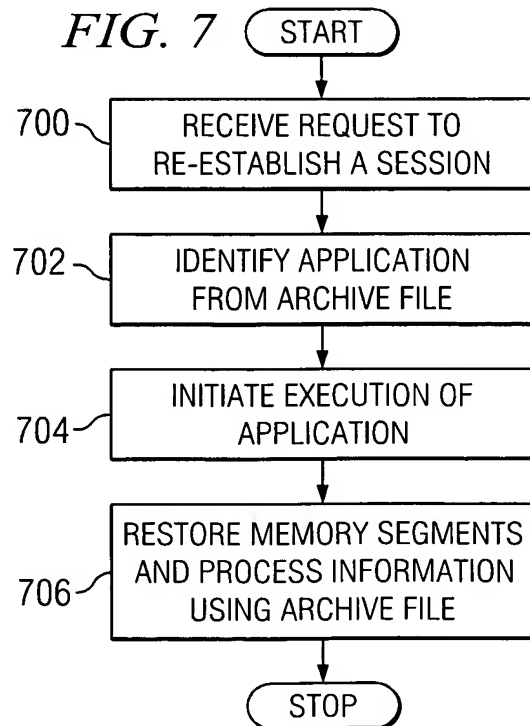 FIG. 7
START
700
RECEIVE REQUEST TO
RE-ESTABLISH A SESSION
702
IDENTIFY APPLICATION
FROM ARCHIVE FILE
704
INITIATE EXECUTION OF
APPLICATION
706
RESTORE MEMORY SEGMENTS
AND PROCESS INFORMATION
USING ARCHIVE FILE
STOP